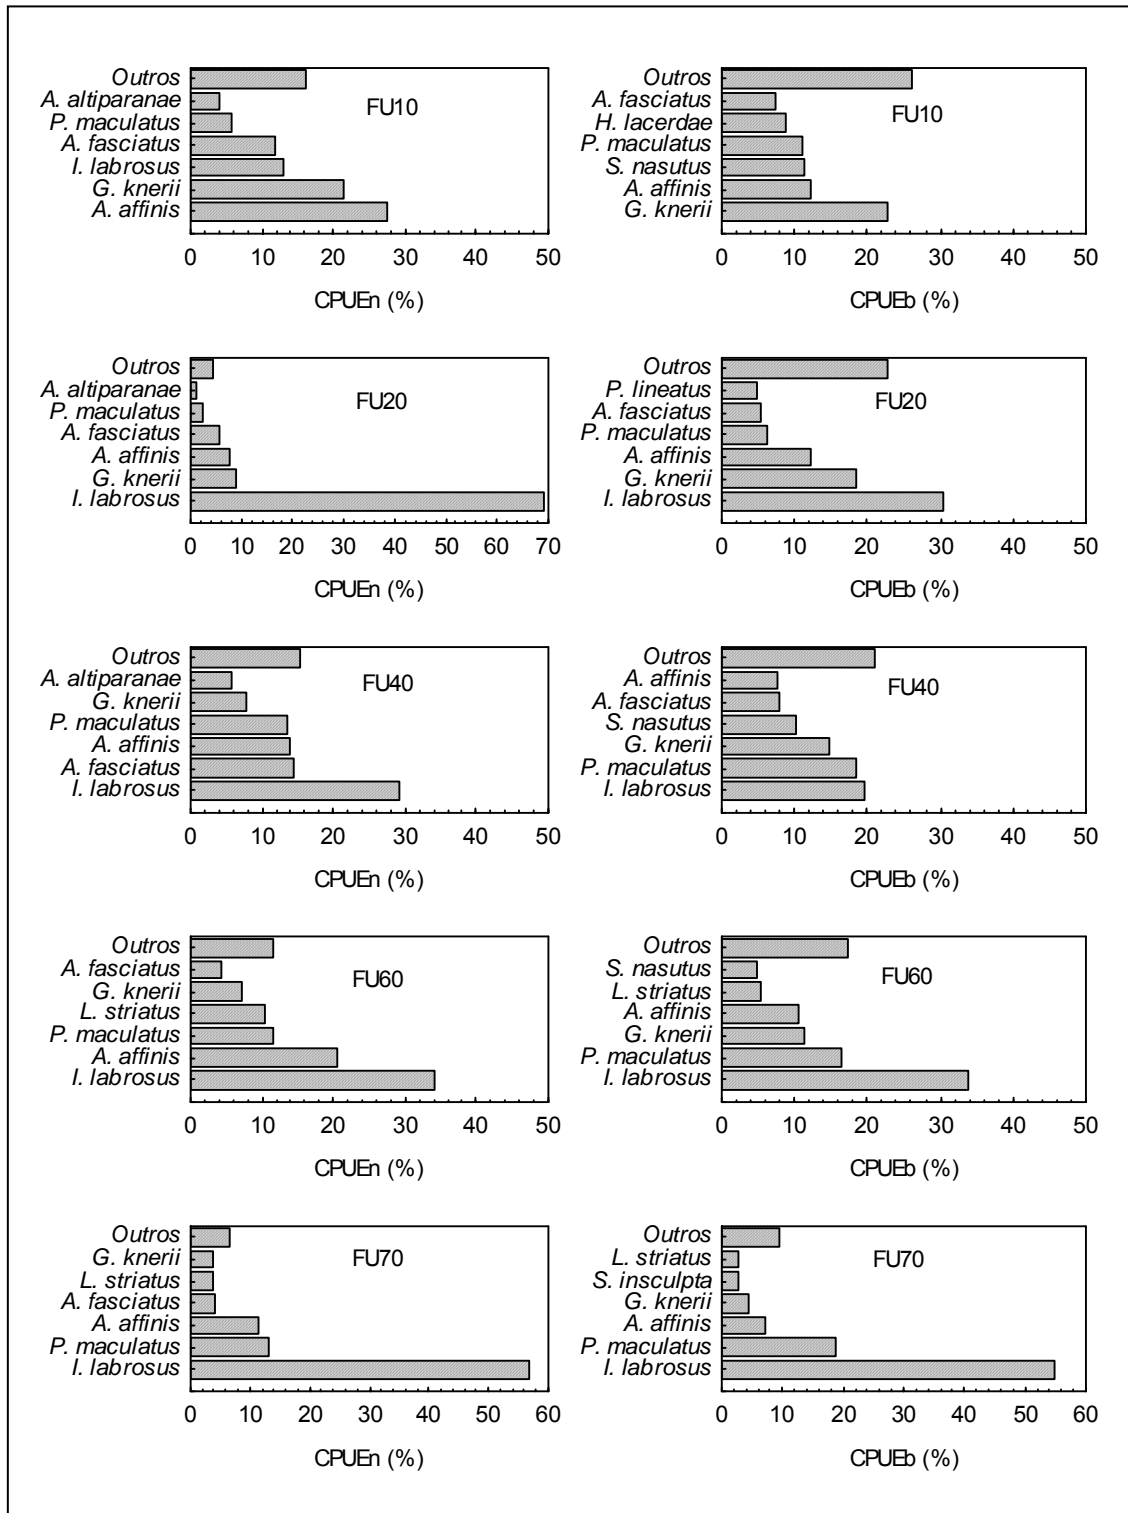 Outros
A. altiparanae
P. maculatus
A. fasciatus
I. labrosus
G. knerii
A. affinis
FU10
0 10 20 30 40 50
CPUEn (%)
Outros
A. fasciatus
H. lacerdae
P. maculatus
S. nasutus
A. affinis
G. knerii
FU10
0 10 20 30 40 50
CPUEb (%)
Outros
A. altiparanae
P. maculatus
A. fasciatus
A. affinis
G. knerii
I. labrosus
FU20
0 10 20 30 40 50 60 70
CPUEn (%)
Outros
P. lineatus
A. fasciatus
P. maculatus
A. affinis
G. knerii
I. labrosus
FU20
0 10 20 30 40 50
CPUEb (%)
Outros
A. altiparanae
G. knerii
P. maculatus
A. affinis
A. fasciatus
I. labrosus
FU40
0 10 20 30 40 50
CPUEn (%)
Outros
A. affinis
A. fasciatus
S. nasutus
G. knerii
P. maculatus
I. labrosus
FU40
0 10 20 30 40 50
CPUEb (%)
Outros
A. fasciatus
G. knerii
L. striatus
P. maculatus
A. affinis
I. labrosus
FU60
0 10 20 30 40 50
CPUEn (%)
Outros
S. nasutus
L. striatus
A. affinis
G. knerii
P. maculatus
I. labrosus
FU60
0 10 20 30 40 50
CPUEb (%)
Outros
G. knerii
L. striatus
A. fasciatus
A. affinis
P. maculatus
I. labrosus
FU70
0 10 20 30 40 50 60
CPUEn (%)
Outros
L. striatus
S. insculpta
G. knerii
A. affinis
P. maculatus
I. labrosus
FU70
0 10 20 30 40 50 60
CPUEb (%)